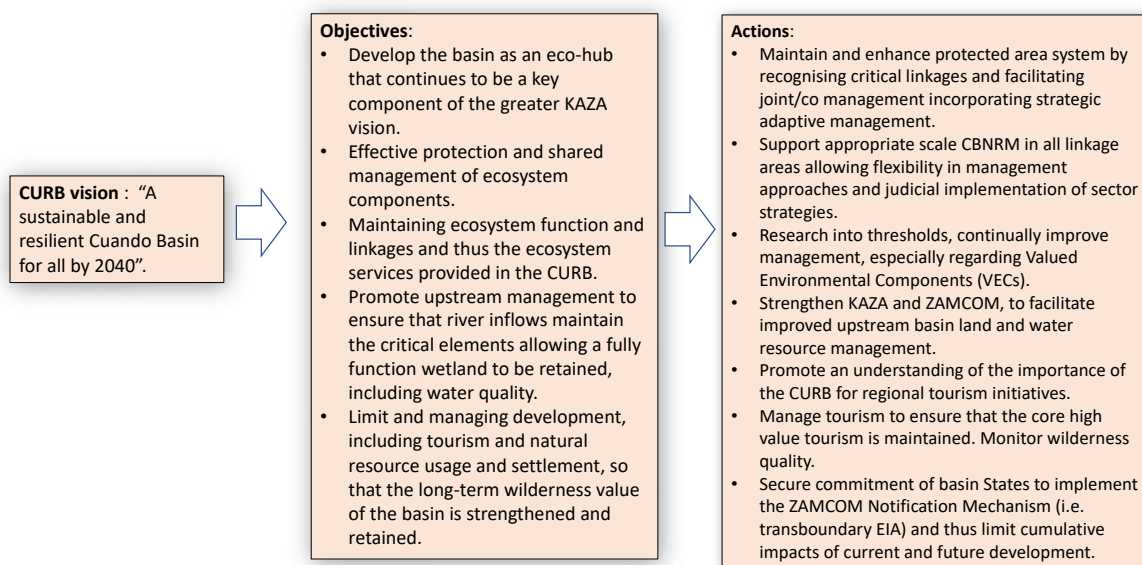 CURB vision : “A
sustainable and
resilient Cuando Basin
for all by 2040”.
Objectives:
• Develop the basin as an eco-hub
that continues to be a key
component of the greater KAZA
vision.
• Effective protection and shared
management of ecosystem
components.
• Maintaining ecosystem function and
linkages and thus the ecosystem
services provided in the CURB.
• Promote upstream management to
ensure that river inflows maintain
the critical elements allowing a fully
function wetland to be retained,
including water quality.
• Limit and managing development,
including tourism and natural
resource usage and settlement, so
that the long-term wilderness value
of the basin is strengthened and
retained.
Actions:
• Maintain and enhance protected area system by
recognising critical linkages and facilitating
joint/co management incorporating strategic
adaptive management.
• Support appropriate scale CBNRM in all linkage
areas allowing flexibility in management
approaches and judicial implementation of sector
strategies.
• Research into thresholds, continually improve
management, especially regarding Valued
Environmental Components (VECs).
• Strengthen KAZA and ZAMCOM, to facilitate
improved upstream basin land and water
resource management.
• Promote an understanding of the importance of
the CURB for regional tourism initiatives.
• Manage tourism to ensure that the core high
value tourism is maintained. Monitor wilderness
quality.
• Secure commitment of basin States to implement
the ZAMCOM Notification Mechanism (i.e.
transboundary EIA) and thus limit cumulative
impacts of current and future development.